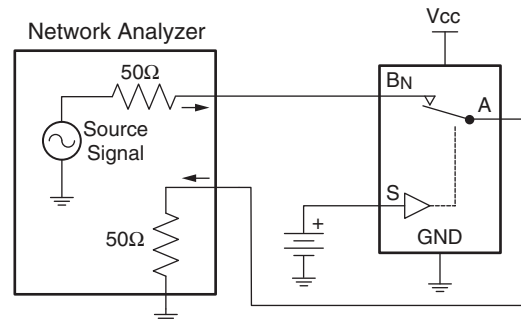 Network Analyzer
50Ω
Source
Signal
50Ω
Vcc
BN
A
S
+
GND